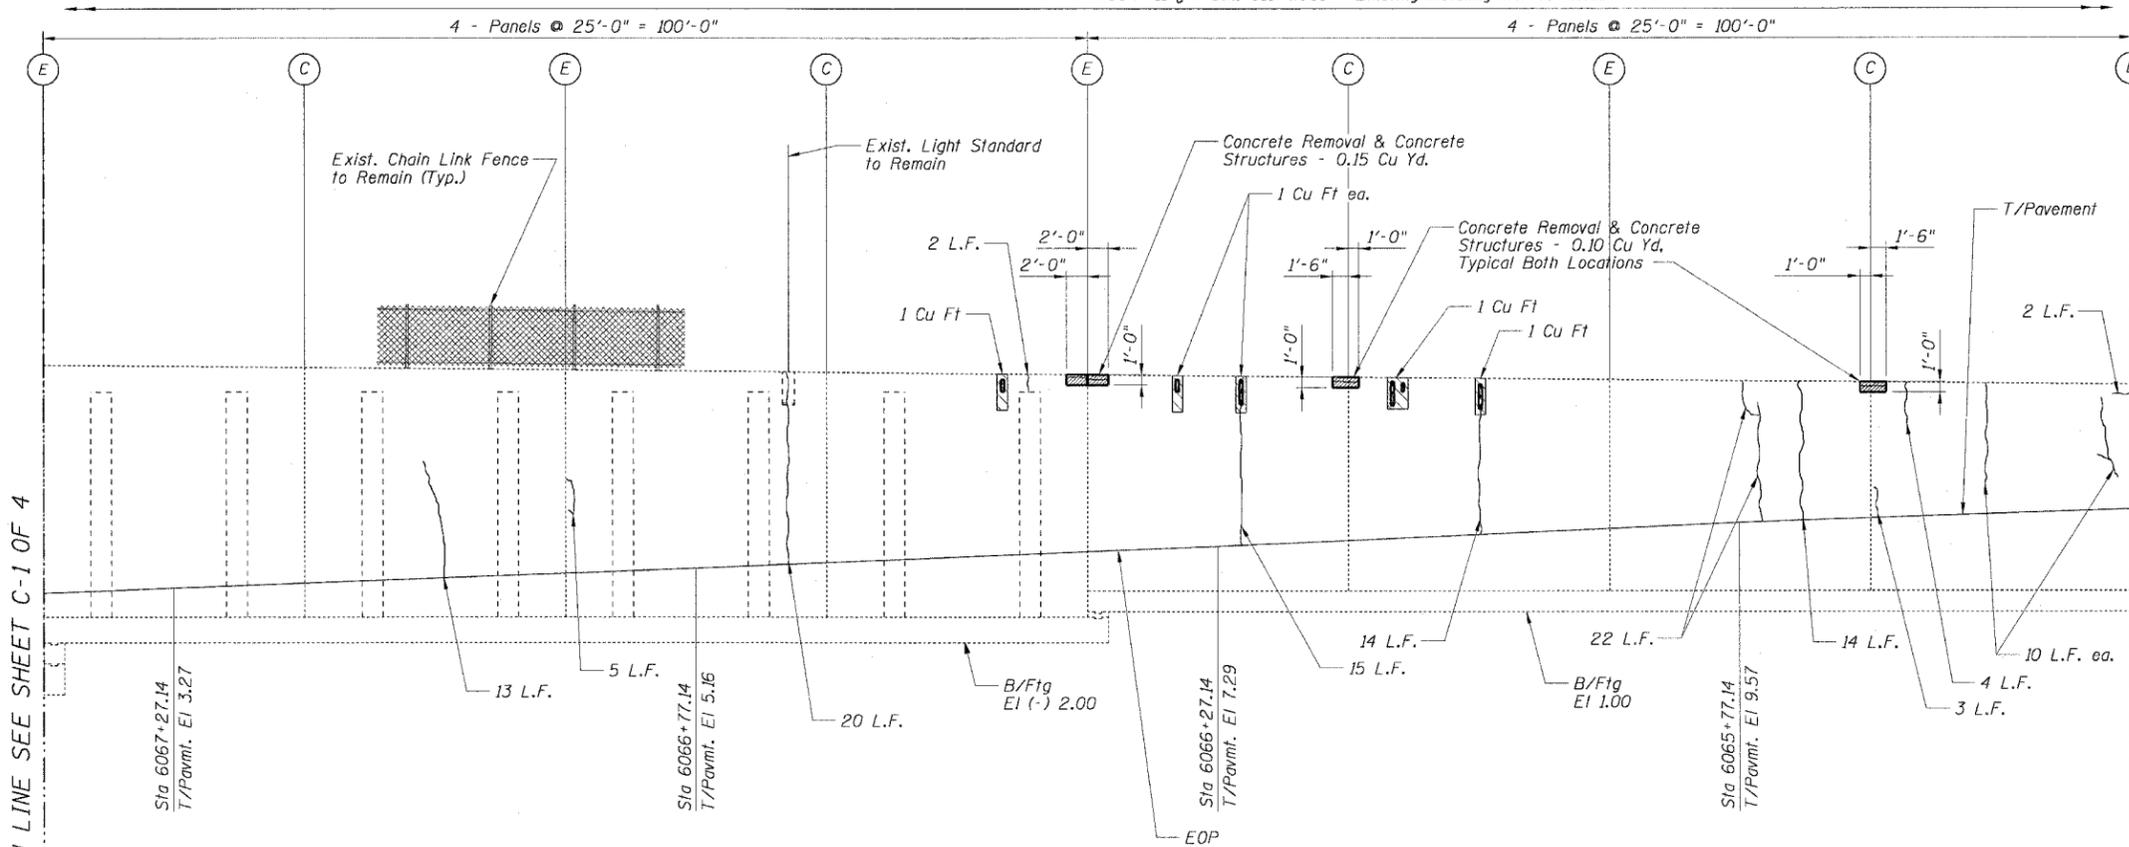 4 - Panels @ 25'-0" = 100'-0"
4 - Panels @ 25'-0" = 100'-0"
E
C
E
C
E
C
E
C
Exist. Chain Link Fence
to Remain (Typ.)
Exist. Light Standard
to Remain
Concrete Removal & Concrete
Structures - 0.15 Cu Yd.
1 Cu Ft ea.
Concrete Removal & Concrete
Structures - 0.10 Cu Yd,
Typical Both Locations
T/Pavement
2 L.F.
2'-0"
2'-0"
1'-0"
1'-6"
1'-6"
1'-0"
1 Cu Ft
1'-0"
1'-0"
1 Cu Ft
1 Cu Ft
1'-0"
2 L.F.
N LINE SEE SHEET C-1 OF 4
13 L.F.
5 L.F.
20 L.F.
B/Ftg
El (-) 2.00
14 L.F.
15 L.F.
B/Ftg
El 1.00
22 L.F.
14 L.F.
10 L.F. ea.
4 L.F.
3 L.F.
Sta 6067+27.14
T/Pavmt. El 3.27
Sta 6066+77.14
T/Pavmt. El 5.16
Sta 6066+27.14
T/Pavmt. El 7.29
Sta 6065+77.14
T/Pavmt. El 9.57
EOP